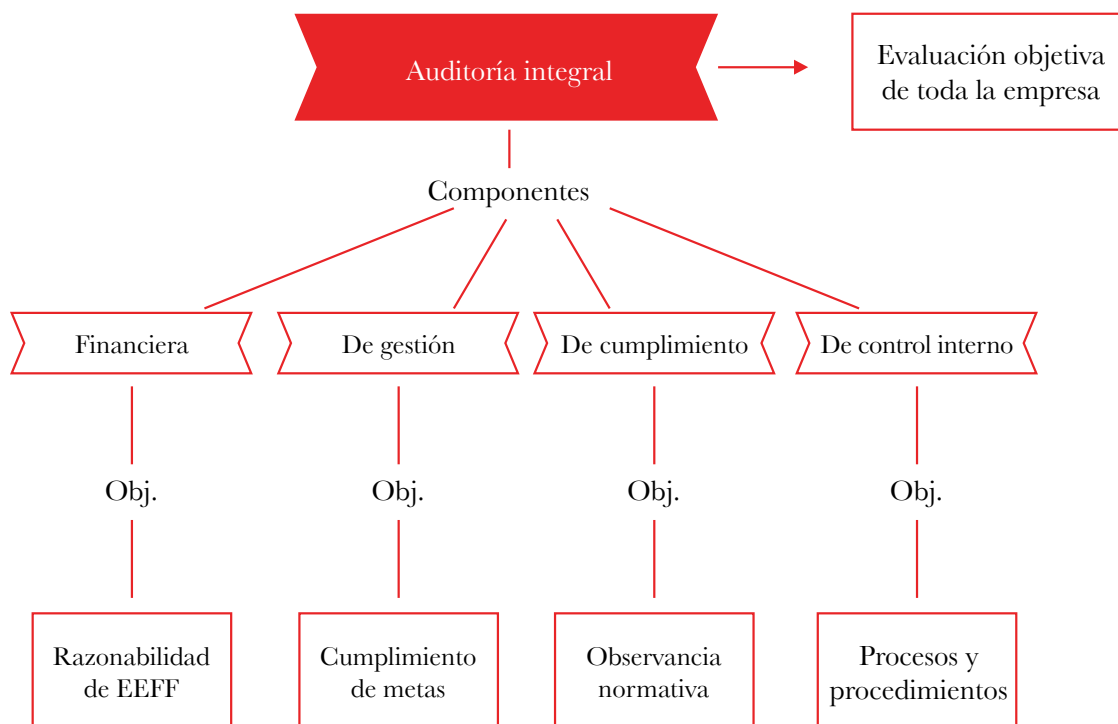 Auditoría integral
Evaluación objetiva
de toda la empresa
Componentes
Financiera
De gestión
De cumplimiento
De control interno
Obj.
Obj.
Obj.
Obj.
Razonabilidad
de EEFF
Cumplimiento
de metas
Observancia
normativa
Procesos y
procedimientos